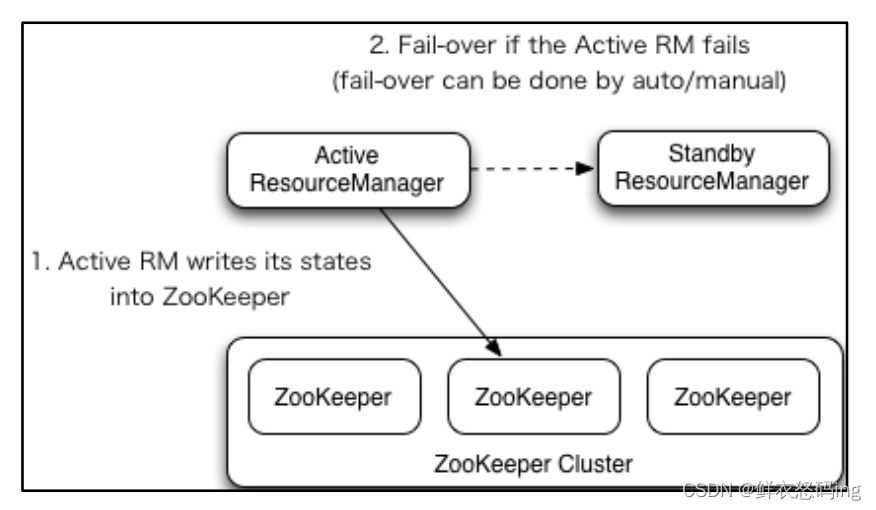 2. Fail-over if the Active RM fails
(fail-over can be done by auto/manual)
Active
ResourceManager
Standby
ResourceManager
1. Active RM writes its states
into ZooKeeper
ZooKeeper
ZooKeeper
ZooKeeper
ZooKeeper Cluster
CSDN @鲜衣怒码ing